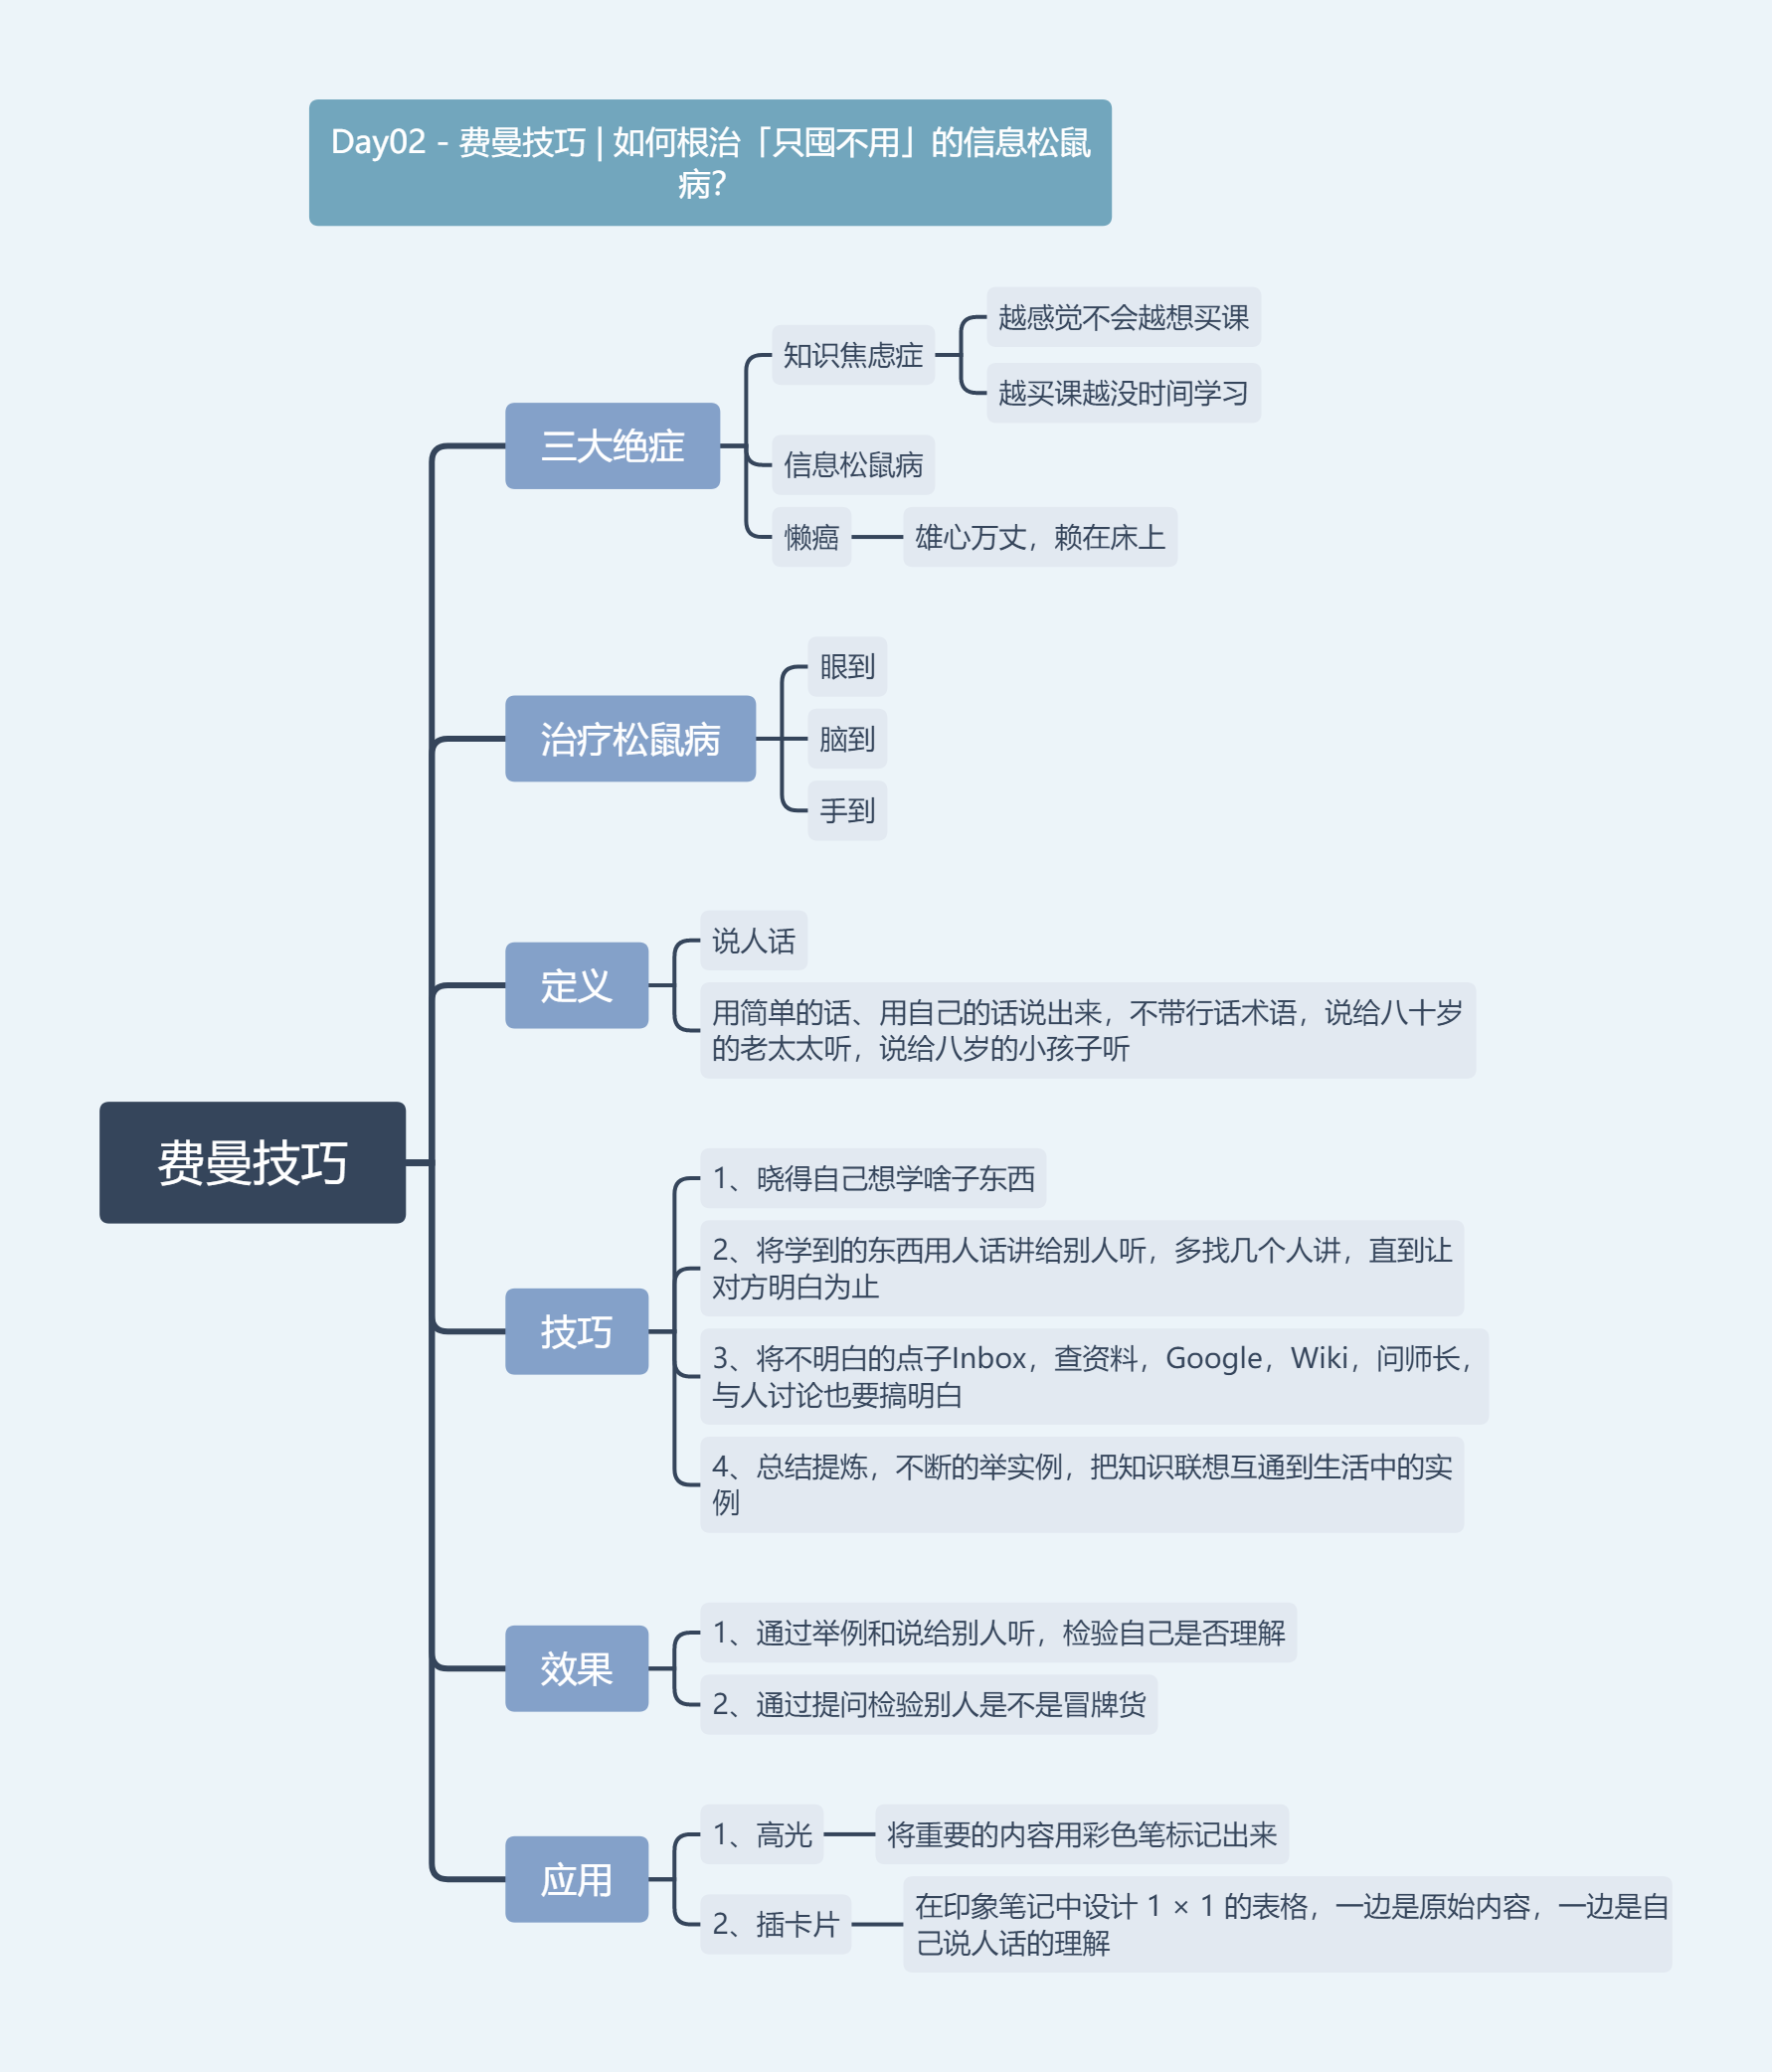 Day02 - 费曼技巧 | 如何根治「只囤不用」的信息松鼠
病？
费曼技巧
三大绝症
知识焦虑症
越感觉不会越想买课
越买课越没时间学习
信息松鼠病
懒癌
雄心万丈，赖在床上
治疗松鼠病
眼到
脑到
手到
定义
说人话
用简单的话、用自己的话说出来，不带行话术语，说给八十岁
的老太太听，说给八岁的小孩子听
技巧
1、晓得自己想学啥子东西
2、将学到的东西用人话讲给别人听，多找几个人讲，直到让
对方明白为止
3、将不明白的点子Inbox，查资料，Google，Wiki，问师长，
与人讨论也要搞明白
4、总结提炼，不断的举实例，把知识联想互通到生活中的实
例
效果
1、通过举例和说给别人听，检验自己是否理解
2、通过提问检验别人是不是冒牌货
应用
1、高光
将重要的内容用彩色笔标记出来
2、插卡片
在印象笔记中设计 1 × 1 的表格，一边是原始内容，一边是自
己说人话的理解